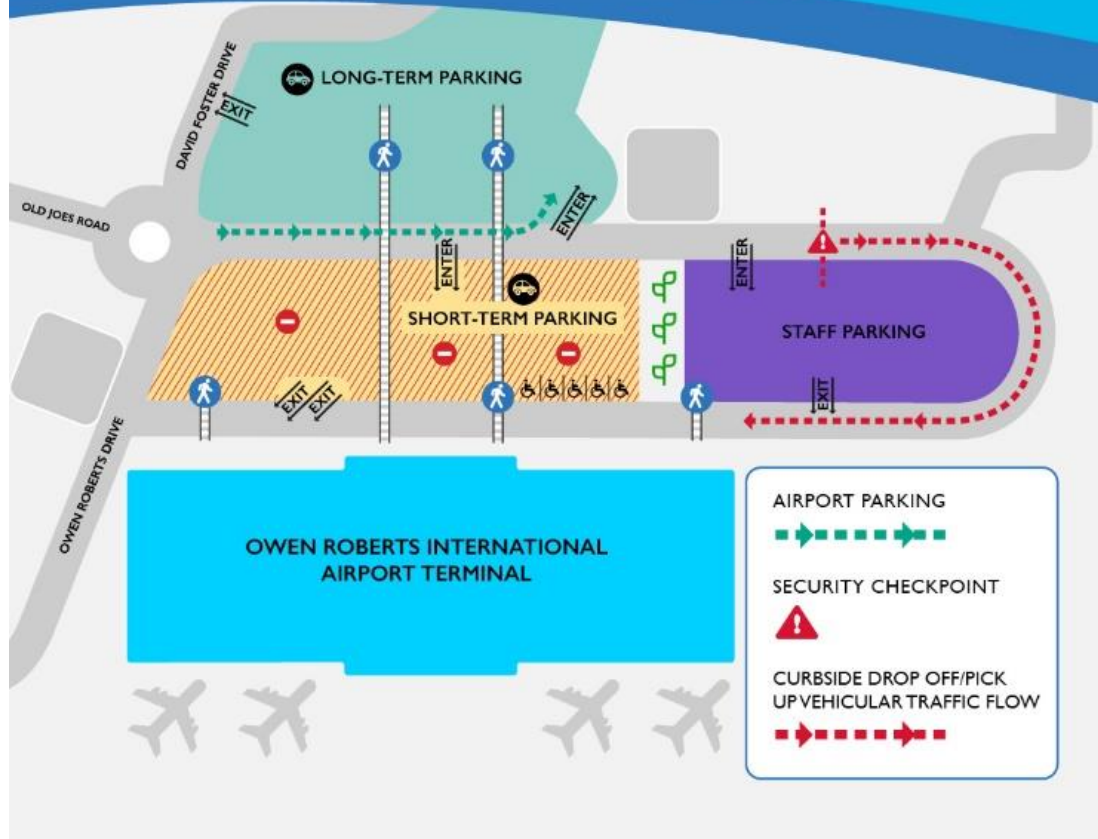 LONG-TERM PARKING
EXIT
DAVID FOSTER DRIVE
OLD JOES ROAD
ENTER
ENTER
ENTER
SHORT-TERM PARKING
STAFF PARKING
EXIT
EXIT
EXIT
OWEN ROBERTS DRIVE
OWEN ROBERTS INTERNATIONAL
AIRPORT TERMINAL
AIRPORT PARKING
SECURITY CHECKPOINT
CURBSIDE DROP OFF/PICK
UP VEHICULAR TRAFFIC FLOW